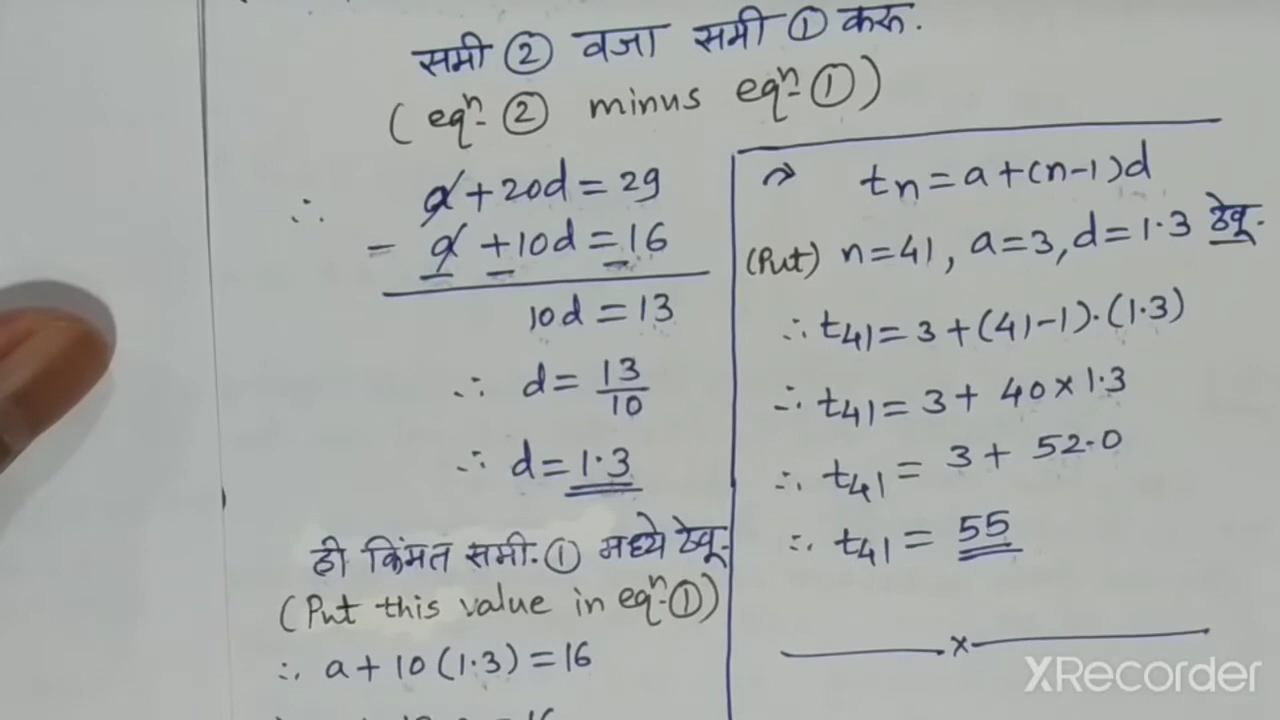 समी ② वजा समी ① करू.
(eqⁿ. ② minus eqⁿ. ①)
∴ a + 20d = 29
- a + 10d = 16
10d = 13
∴ d = 13/10
∴ d = 1.3
ही किंमत समी. ① मध्ये ठेवू.
(Put this value in eqⁿ. ①)
∴ a + 10 (1.3) = 16
→ tn = a + (n-1)d
(Put) n = 41, a = 3, d = 1.3 ठेवू.
∴ t41 = 3 + (41-1).(1.3)
∴ t41 = 3 + 40 × 1.3
∴ t41 = 3 + 52.0
∴ t41 = 55
x
XRecorder